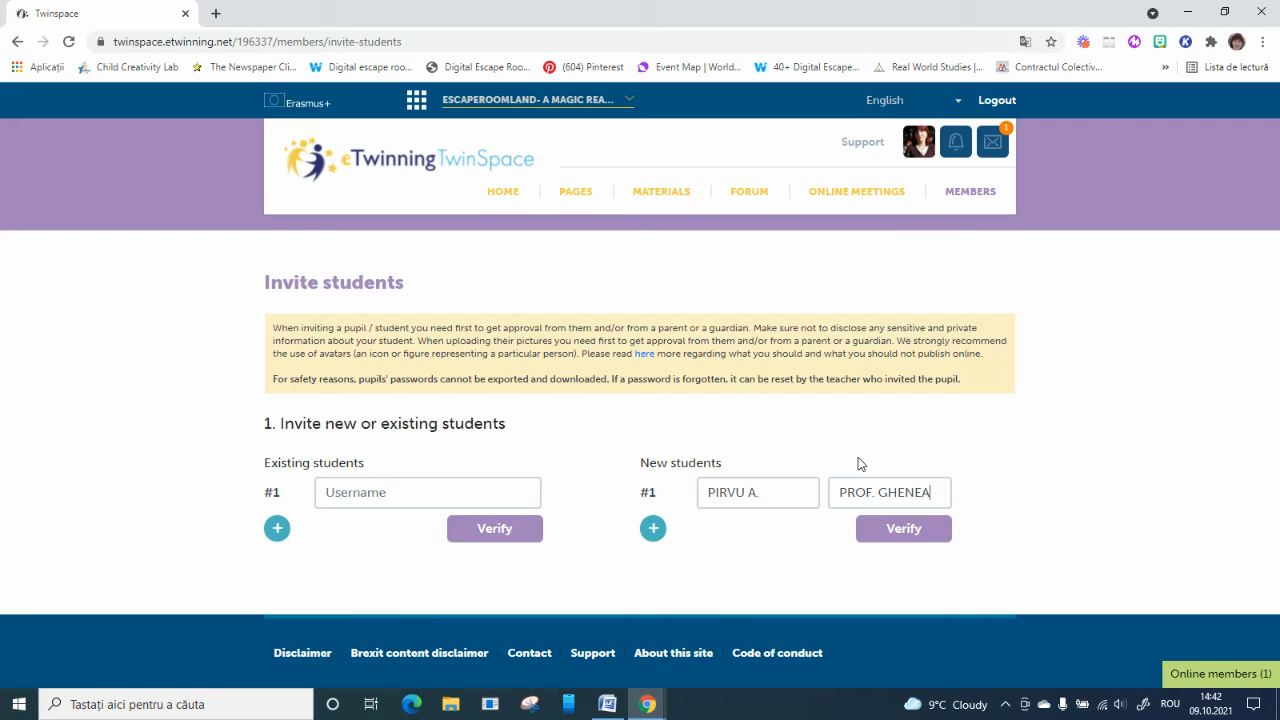 Twinspace
twinspace.etwinning.net/196337/members/invite-students
Aplicații
Child Creativity Lab
The Newspaper Cli...
Digital escape roo...
Digital Escape Roo...
(604) Pinterest
Event Map | World...
40+ Digital Escape...
Real World Studies |...
Contractul Colectiv...
»
Lista de lectură
Erasmus+
ESCAPEROOMLAND- A MAGIC REA...
English
Logout
eTwinningTwinSpace
Support
1
HOME
PAGES
MATERIALS
FORUM
ONLINE MEETINGS
MEMBERS
Invite students
When inviting a pupil / student you need first to get approval from them and/or from a parent or a guardian. Make sure not to disclose any sensitive and private
information about your student. When uploading their pictures you need first to get approval from them and/or from a parent or a guardian. We strongly recommend
the use of avatars (an icon or figure representing a particular person). Please read here more regarding what you should and what you should not publish online.
For safety reasons, pupils' passwords cannot be exported and downloaded. If a password is forgotten, it can be reset by the teacher who invited the pupil.
1. Invite new or existing students
Existing students
New students
#1
Username
#1
PIRVU A.
PROF. GHENEA
+
Verify
+
Verify
Disclaimer
Brexit content disclaimer
Contact
Support
About this site
Code of conduct
Online members (1)
Tastați aici pentru a căuta
9°C Cloudy
ROU
14:42
09.10.2021